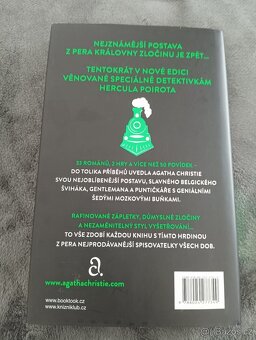 NEJZNÁMĚJŠÍ POSTAVA
Z PERA KRÁLOVNY ZLOČINU JE ZPĚT...
TENTOKRÁT V NOVÉ EDICI
VĚNOVANÉ SPECIÁLNĚ DETEKTIVKÁM
HERCULA POIROTA
33 ROMÁNŮ, 2 HRY A VÍCE NEŽ 50 POVÍDEK –
DO TOLIKA PŘÍBĚHŮ UVEDLA AGATHA CHRISTIE
SVOU NEJOBLÍBENĚJŠÍ POSTAVU, SLAVNÉHO BELGICKÉHO
ŠVIHÁKA, GENTLEMANA A PUNTIČKÁŘE S GENIÁLNÍMI
ŠEDÝMI MOZKOVÝMI BUŇKAMI.
RAFINOVANÉ ZÁPLETKY, DŮMYSLNÉ ZLOČINY
A NEZAMĚNITELNÝ STYL VYŠETŘOVÁNÍ...
TO VŠE ZDOBÍ KAŽDOU KNIHU S TÍMTO HRDINOU
Z PERA NEJPRODÁVANĚJŠÍ SPISOVATELKY VŠECH DOB.
a.
www.agathachristie.com
www.booktook.cz
www.knizniklub.cz